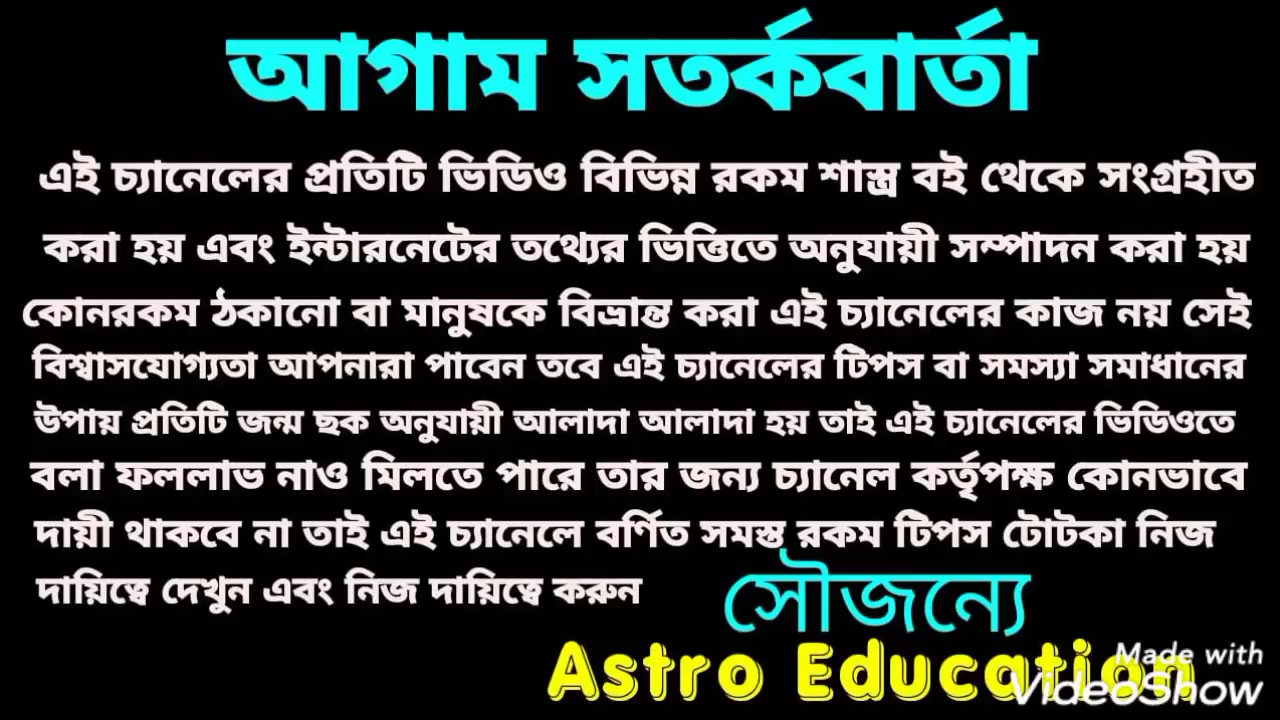 আগাম সতর্কবার্তা
এই চ্যানেলের প্রতিটি ভিডিও বিভিন্ন রকম শাস্ত্র বই থেকে সংগ্রহীত
করা হয় এবং ইন্টারনেটের তথ্যের ভিত্তিতে অনুযায়ী সম্পাদন করা হয়
কোনরকম ঠকানো বা মানুষকে বিভ্রান্ত করা এই চ্যানেলের কাজ নয় সেই
বিশ্বাসযোগ্যতা আপনারা পাবেন তবে এই চ্যানেলের টিপস বা সমস্যা সমাধানের
উপায় প্রতিটি জন্ম ছক অনুযায়ী আলাদা আলাদা হয় তাই এই চ্যানেলের ভিডিওতে
বলা ফললাভ নাও মিলতে পারে তার জন্য চ্যানেল কর্তৃপক্ষ কোনভাবে
দায়ী থাকবে না তাই এই চ্যানেলে বর্ণিত সমস্ত রকম টিপস টোটকা নিজ
দায়িত্বে দেখুন এবং নিজ দায়িত্বে করুন
সৌজন্যে
Astro Education
Made with
VideoShow